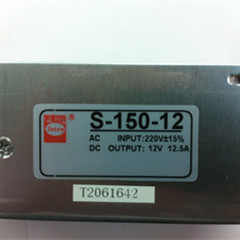 S-150-12
AC INPUT:220V±15%
DC OUTPUT: 12V 12.5A
T2061642